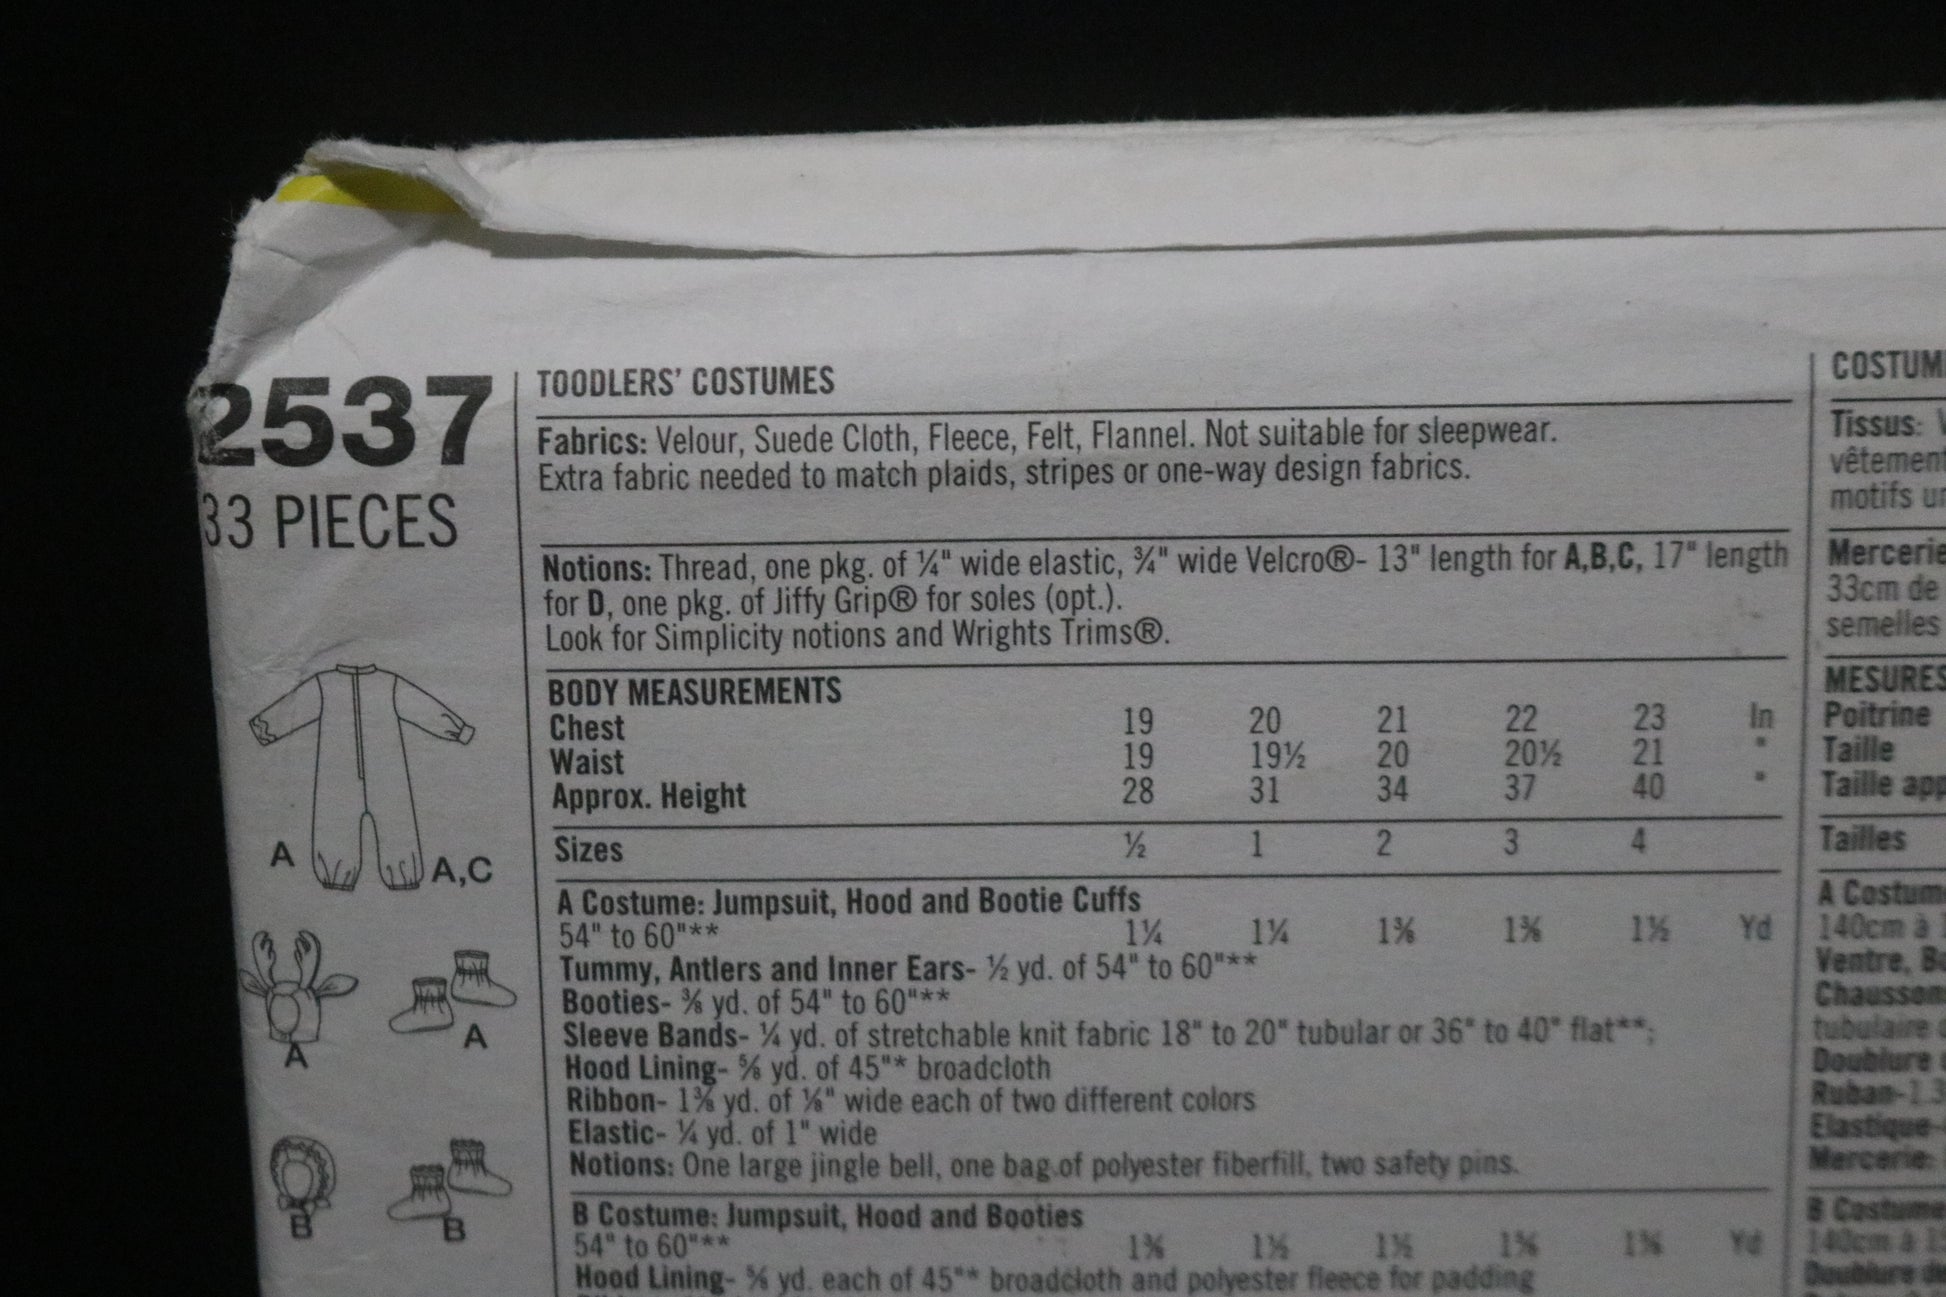 2537
33 PIECES
A
A,C
A
A
B
B
TOODLERS' COSTUMES
Fabrics: Velour, Suede Cloth, Fleece, Felt, Flannel. Not suitable for sleepwear.
Extra fabric needed to match plaids, stripes or one-way design fabrics.
Notions: Thread, one pkg. of ¼" wide elastic, ¾" wide Velcro®- 13" length for A,B,C, 17" length
for D, one pkg. of Jiffy Grip® for soles (opt.).
Look for Simplicity notions and Wrights Trims®.
BODY MEASUREMENTS
Chest 19 20 21 22 23 In
Waist 19 19½ 20 20½ 21 "
Approx. Height 28 31 34 37 40 "
Sizes ½ 1 2 3 4
A Costume: Jumpsuit, Hood and Bootie Cuffs
54" to 60"** 1¼ 1¼ 1⅜ 1⅜ 1½ Yd
Tummy, Antlers and Inner Ears- ½ yd. of 54" to 60"**
Booties- ⅜ yd. of 54" to 60"**
Sleeve Bands- ¼ yd. of stretchable knit fabric 18" to 20" tubular or 36" to 40" flat**;
Hood Lining- ⅝ yd. of 45"* broadcloth
Ribbon- 1⅜ yd. of ⅛" wide each of two different colors
Elastic- ¼ yd. of 1" wide
Notions: One large jingle bell, one bag of polyester fiberfill, two safety pins.
B Costume: Jumpsuit, Hood and Booties
54" to 60"** Yd
Hood Lining- ⅝ yd. each of 45"* broadcloth and polyester fleece for padding
COSTUM
Tissus:
vêtement
motifs
Mercerie
33cm de
semelles
MESURES
Poitrine
Taille
Taille app
Tailles
A Costum
140cm à
Ventre,
Chausson
tubulaire
Doublure
Ruban-
Elastique-
Mercerie:
B Costume
140cm à
Doublure